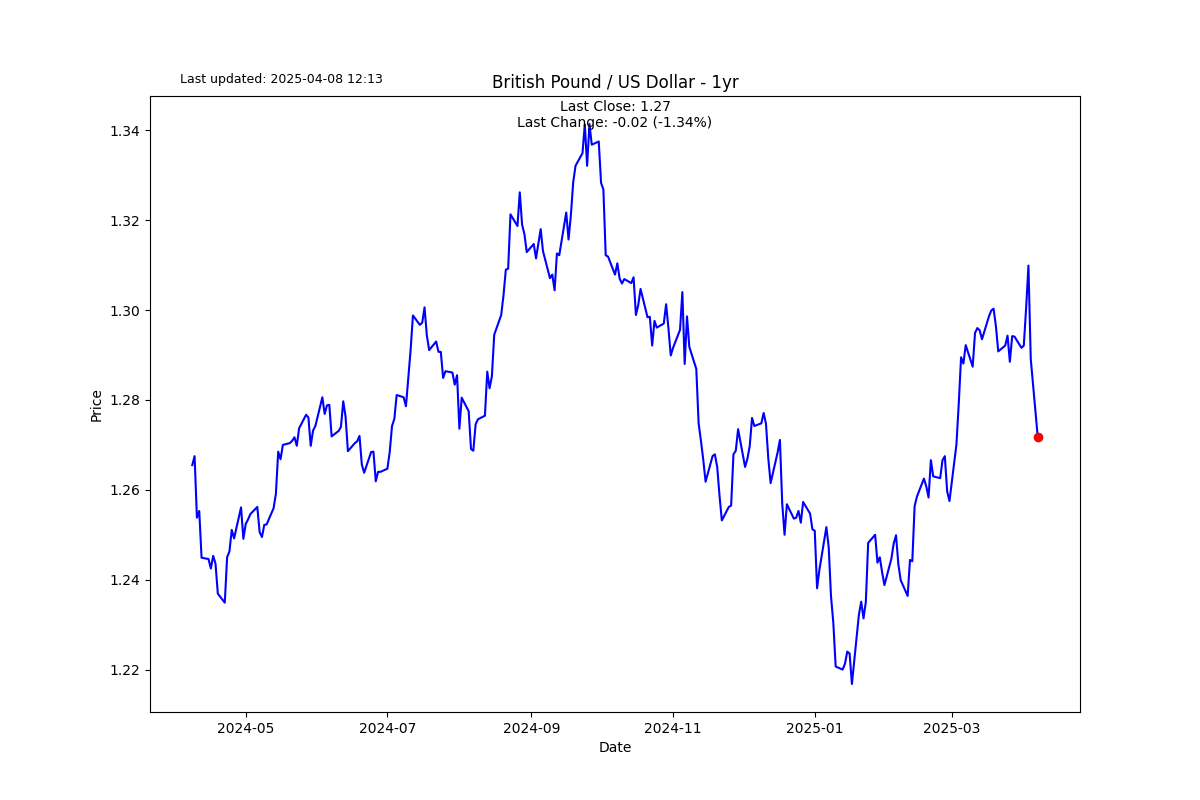 Last updated: 2025-04-08 12:13
British Pound / US Dollar - 1yr
Last Close: 1.27
Last Change: -0.02 (-1.34%)
1.34
1.32
1.30
1.28
1.26
1.24
1.22
Price
2024-05
2024-07
2024-09
2024-11
2025-01
2025-03
Date